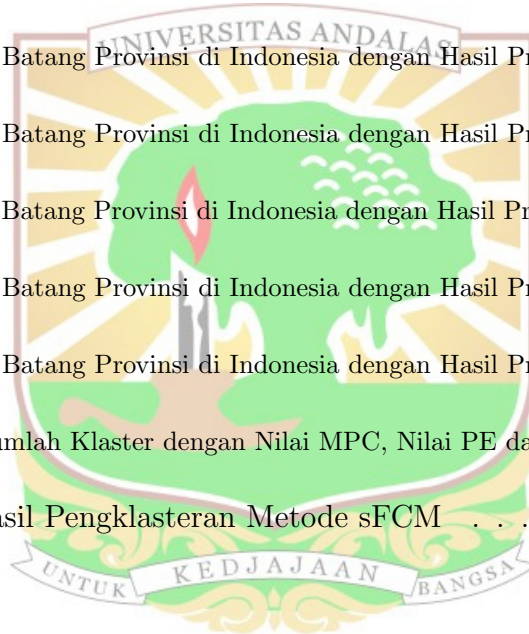 UNIVERSITAS ANDALAS
Batang Provinsi di Indonesia dengan Hasil Pr
Batang Provinsi di Indonesia dengan Hasil Pr
Batang Provinsi di Indonesia dengan Hasil Pr
Batang Provinsi di Indonesia dengan Hasil Pr
Batang Provinsi di Indonesia dengan Hasil Pr
umlah Klaster dengan Nilai MPC, Nilai PE da
asil Pengklasteran Metode sFCM . . .
UNTUK KEDJAJAAN BANGSA